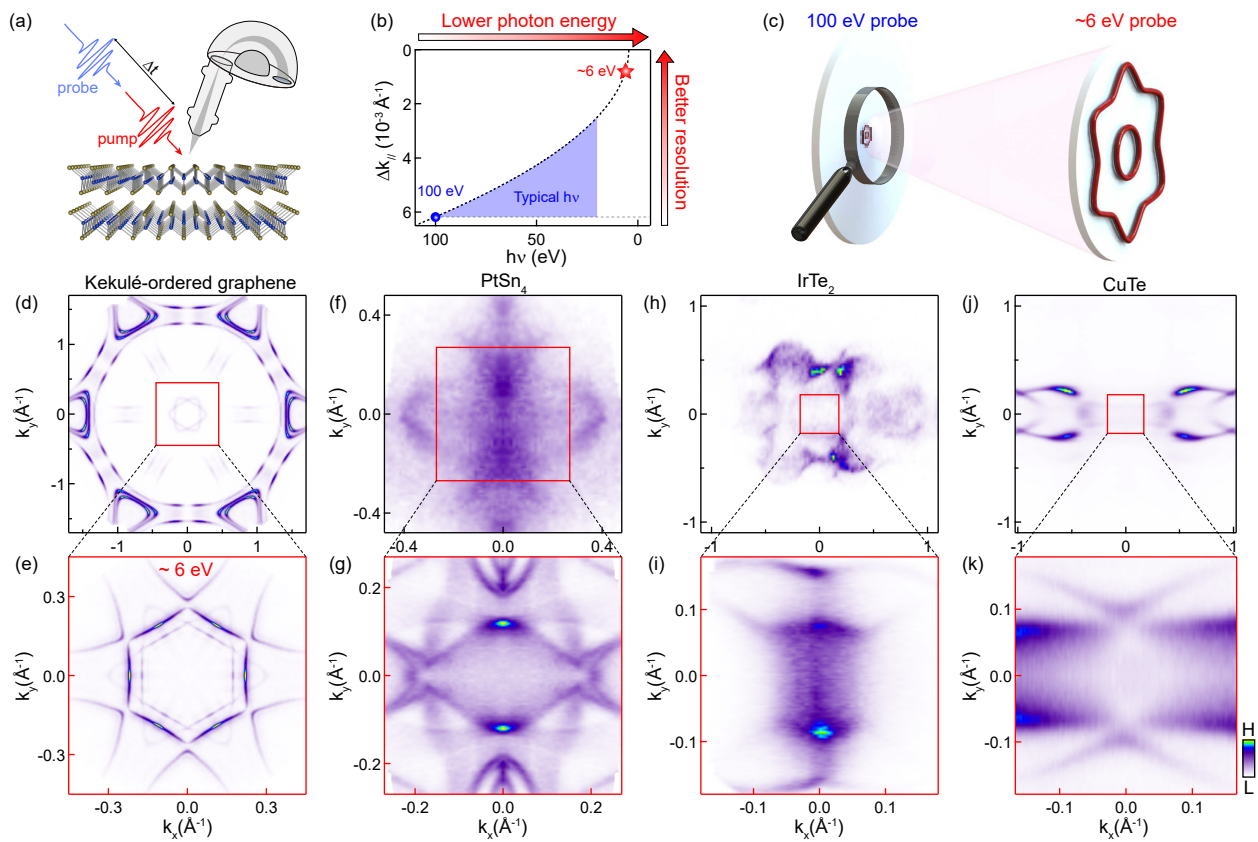 (a)
probe
Δt
pump
(b)
Lower photon energy
0
2
4
6
Δk// (10-3 Å-1)
~6 eV
100 eV
Typical hν
100
50
0
hν (eV)
Better resolution
(c)
100 eV probe
~6 eV probe
(d)
Kekulé-ordered graphene
1
0
-1
ky(Å-1)
-1
0
1
(f)
PtSn4
0.4
0.0
-0.4
ky(Å-1)
-0.4
0.0
0.4
(h)
IrTe2
1
0
-1
ky(Å-1)
-1
0
1
(j)
CuTe
1
0
-1
ky(Å-1)
-1
0
1
(e)
~ 6 eV
0.3
0.0
-0.3
ky(Å-1)
-0.3
0.0
0.3
kx(Å-1)
(g)
0.2
0.0
-0.2
ky(Å-1)
-0.2
0.0
0.2
kx(Å-1)
(i)
0.1
0.0
-0.1
ky(Å-1)
-0.1
0.0
0.1
kx(Å-1)
(k)
0.1
0.0
-0.1
ky(Å-1)
-0.1
0.0
0.1
kx(Å-1)
H
L